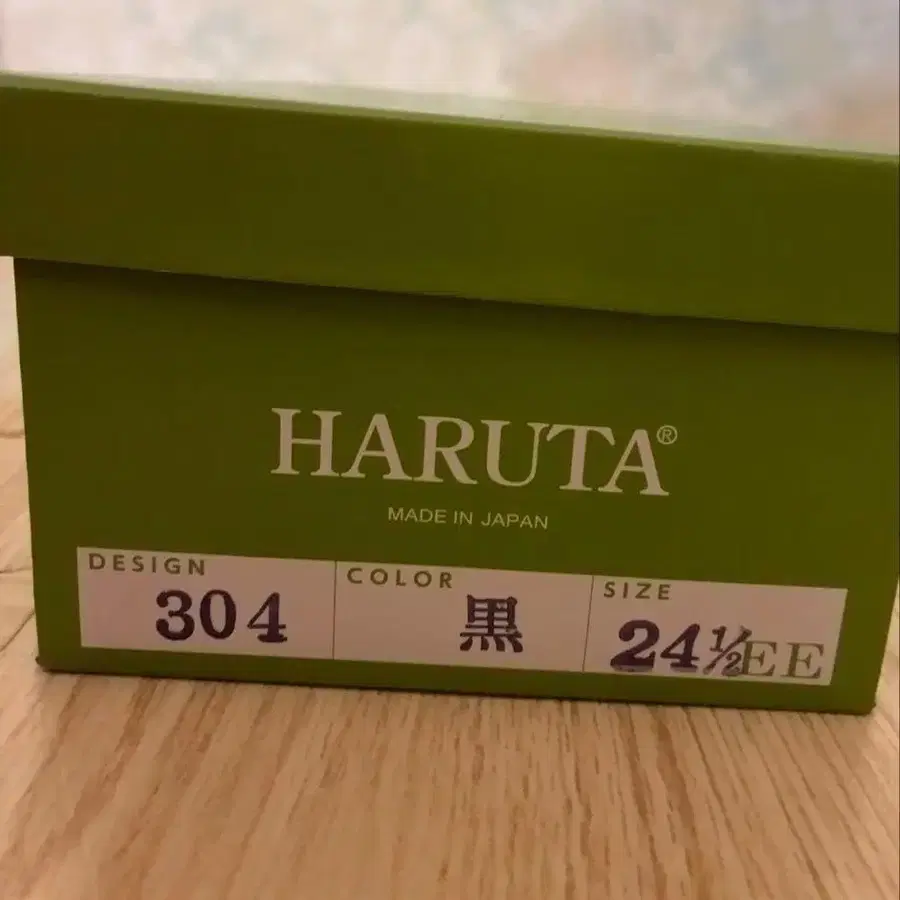 HARUTA®
MADE IN JAPAN
DESIGN COLOR SIZE
304 黒 24½EE